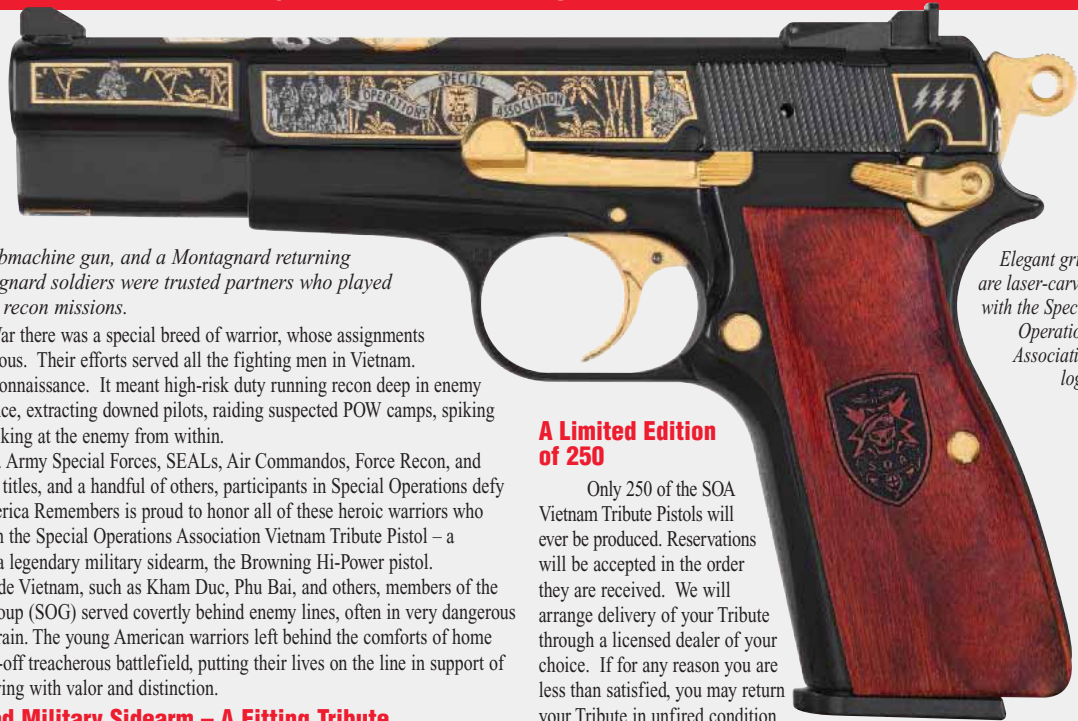 SPECIAL
OPERATIONS
ASSOCIATION
submachine gun, and a Montagnard returning
gnard soldiers were trusted partners who played
recon missions.
War there was a special breed of warrior, whose assignments
ous. Their efforts served all the fighting men in Vietnam.
connaissance. It meant high-risk duty running recon deep in enemy
nce, extracting downed pilots, raiding suspected POW camps, spiking
king at the enemy from within.
. Army Special Forces, SEALs, Air Commandos, Force Recon, and
titles, and a handful of others, participants in Special Operations defy
erica Remembers is proud to honor all of these heroic warriors who
n the Special Operations Association Vietnam Tribute Pistol – a
a legendary military sidearm, the Browning Hi-Power pistol.
de Vietnam, such as Kham Duc, Phu Bai, and others, members of the
oup (SOG) served covertly behind enemy lines, often in very dangerous
rain. The young American warriors left behind the comforts of home
-off treacherous battlefield, putting their lives on the line in support of
ving with valor and distinction.
ed Military Sidearm – A Fitting Tribute
A Limited Edition
of 250
Only 250 of the SOA
Vietnam Tribute Pistols will
ever be produced. Reservations
will be accepted in the order
they are received. We will
arrange delivery of your Tribute
through a licensed dealer of your
choice. If for any reason you are
less than satisfied, you may return
your Tribute in unfired condition
Elegant gri
are laser-carv
with the Spec
Operatio
Associati
log
S.O.A